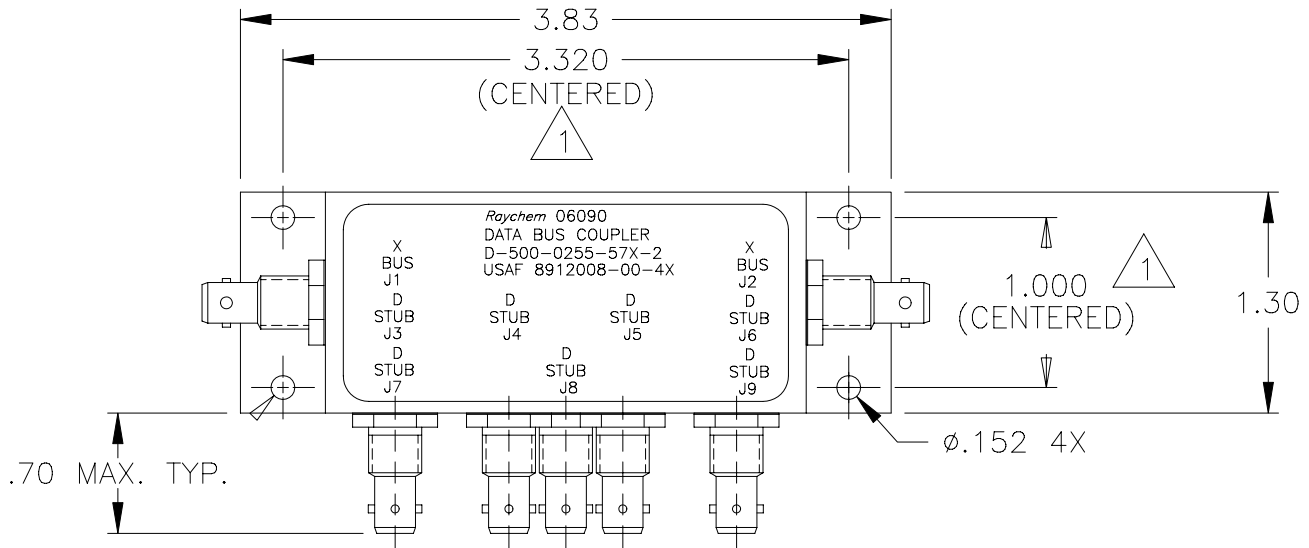 3.83
3.320
(CENTERED)
1
Raychem 06090
DATA BUS COUPLER
D-500-0255-57X-2
USAF 8912008-00-4X
X
BUS
J1
X
BUS
J2
D
STUB
J3
D
STUB
J4
D
STUB
J5
D
STUB
J6
D
STUB
J7
D
STUB
J8
D
STUB
J9
1.000
(CENTERED)
1
1.30
ø.152 4X
.70 MAX. TYP.